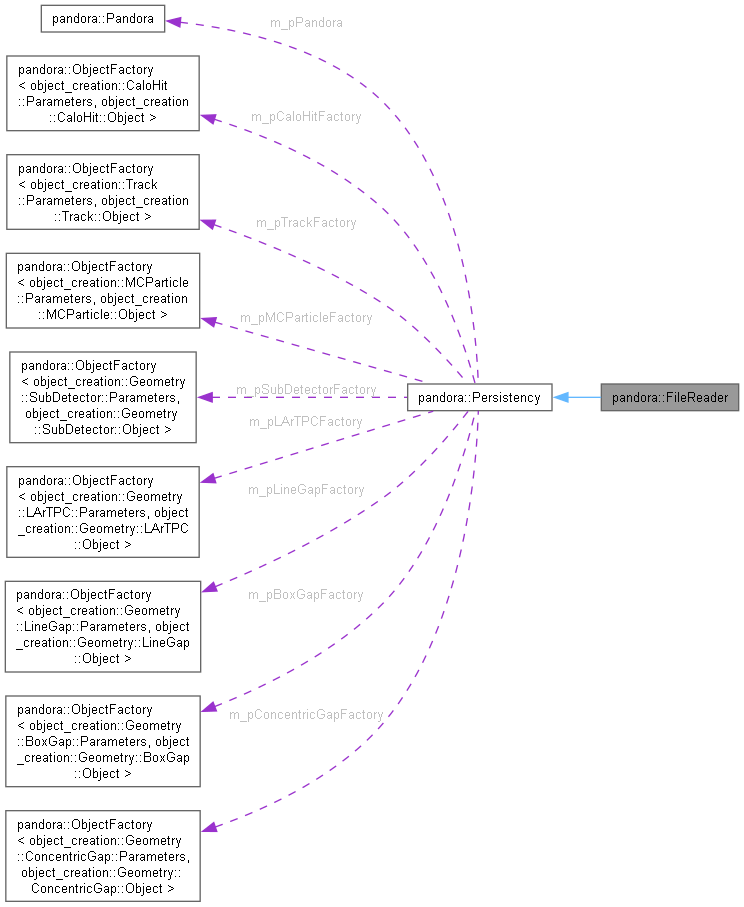 pandora::Pandora
m_pPandora
pandora::ObjectFactory
< object_creation::CaloHit
::Parameters, object_creation
::CaloHit::Object >
m_pCaloHitFactory
pandora::ObjectFactory
< object_creation::Track
::Parameters, object_creation
::Track::Object >
m_pTrackFactory
pandora::ObjectFactory
< object_creation::MCParticle
::Parameters, object_creation
::MCParticle::Object >
m_pMCParticleFactory
pandora::ObjectFactory
< object_creation::Geometry
::SubDetector::Parameters,
object_creation::Geometry
::SubDetector::Object >
m_pSubDetectorFactory
pandora::Persistency
pandora::FileReader
m_pLArTPCFactory
pandora::ObjectFactory
< object_creation::Geometry
::LArTPC::Parameters, object
_creation::Geometry::LArTPC
::Object >
m_pLineGapFactory
pandora::ObjectFactory
< object_creation::Geometry
::LineGap::Parameters, object
_creation::Geometry::LineGap
::Object >
m_pBoxGapFactory
pandora::ObjectFactory
< object_creation::Geometry
::BoxGap::Parameters, object
_creation::Geometry::BoxGap
::Object >
m_pConcentricGapFactory
pandora::ObjectFactory
< object_creation::Geometry
::ConcentricGap::Parameters,
object_creation::Geometry::
ConcentricGap::Object >